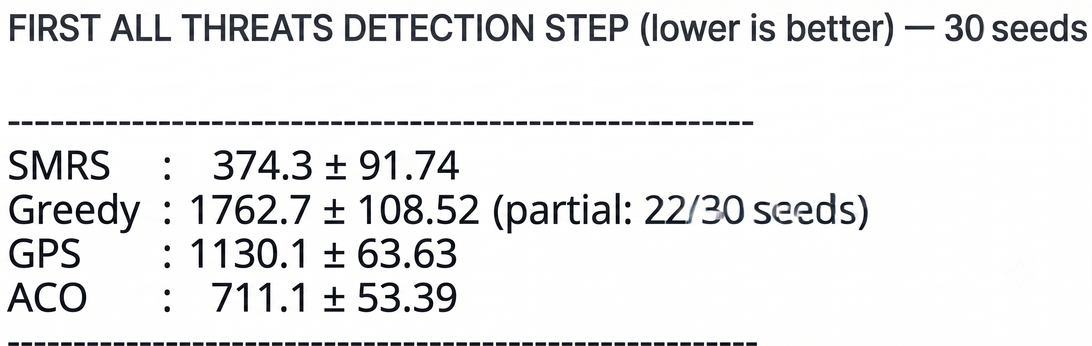 FIRST ALL THREATS DETECTION STEP (lower is better) — 30 seeds
---------------------------------------------------------
SMRS : 374.3 ± 91.74
Greedy : 1762.7 ± 108.52 (partial: 22/30 seeds)
GPS : 1130.1 ± 63.63
ACO : 711.1 ± 53.39
---------------------------------------------------------